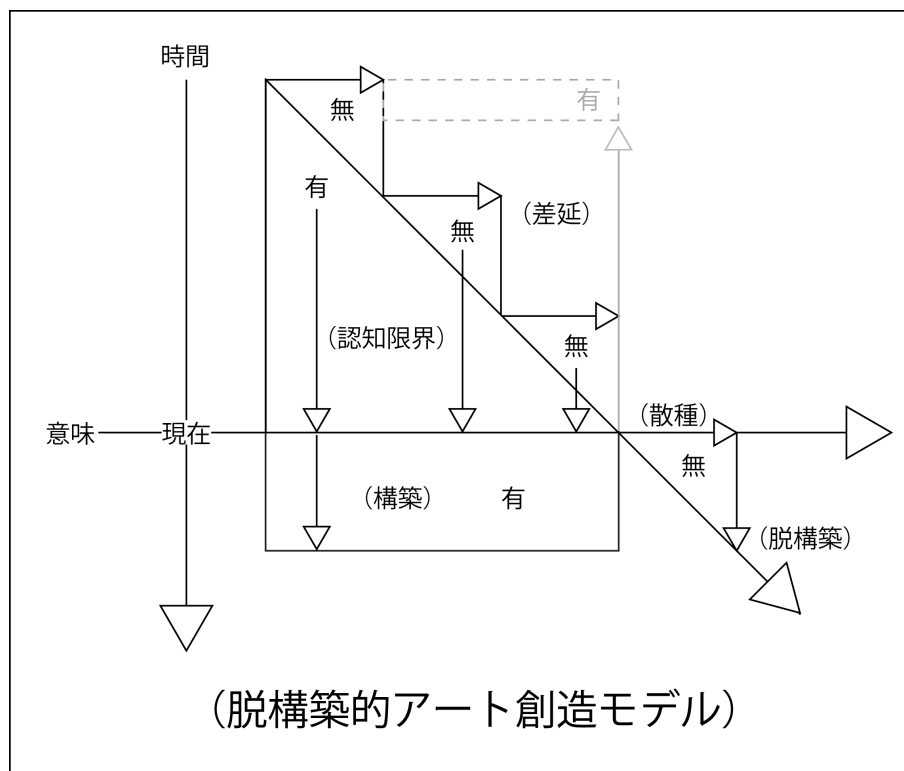 時間
有
無
有
無
（差延）
（認知限界）
無
（散種）
意味
現在
無
（構築）
有
（脱構築）
（脱構築的アート創造モデル）